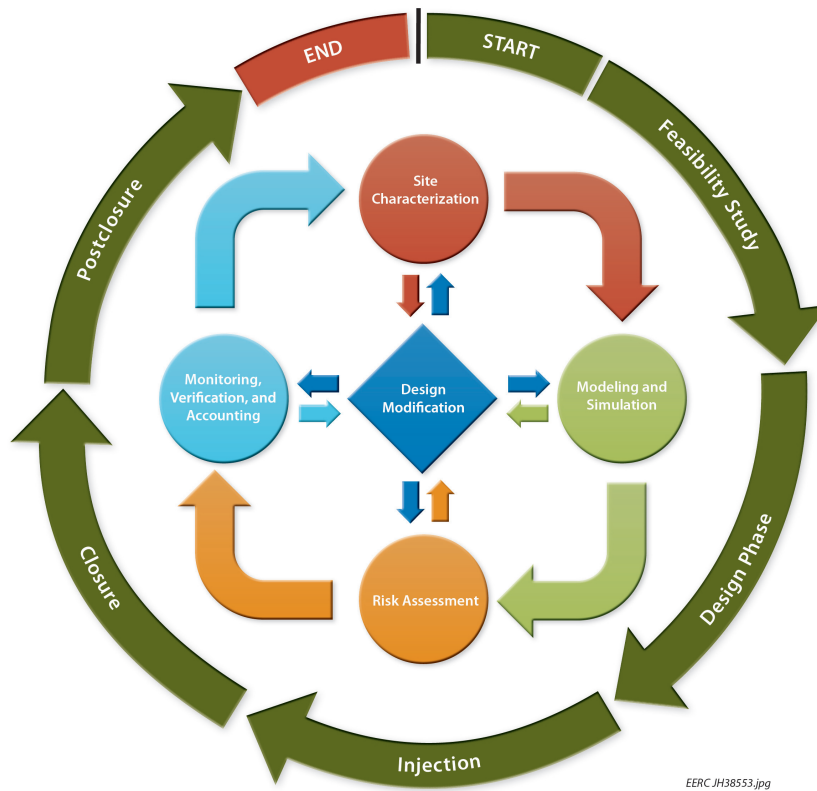 END
START
Feasibility Study
Postclosure
Site
Characterization
Monitoring,
Verification, and
Accounting
Design
Modification
Modeling and
Simulation
Risk Assessment
Design Phase
Closure
Injection
EERC JH38553.jpg